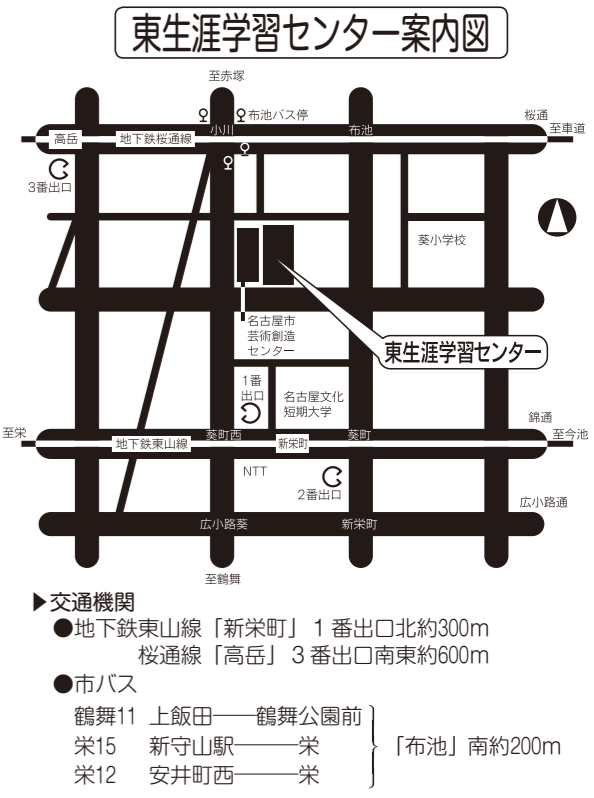 東生涯学習センター案内図
至赤塚
布池バス停
桜通
小川
布池
至車道
高岳
地下鉄桜通線
3番出口
葵小学校
名古屋市
芸術創造
センター
東生涯学習センター
1番
出口
名古屋文化
短期大学
錦通
至栄
葵町西
葵町
至今池
地下鉄東山線
新栄町
NTT
2番出口
広小路通
広小路葵
新栄町
至鶴舞
▶交通機関
●地下鉄東山線「新栄町」1番出口北約300m
桜通線「高岳」3番出口南東約600m
●市バス
鶴舞11 上飯田――鶴舞公園前
栄15 新守山駅―――栄 「布池」南約200m
栄12 安井町西―――栄